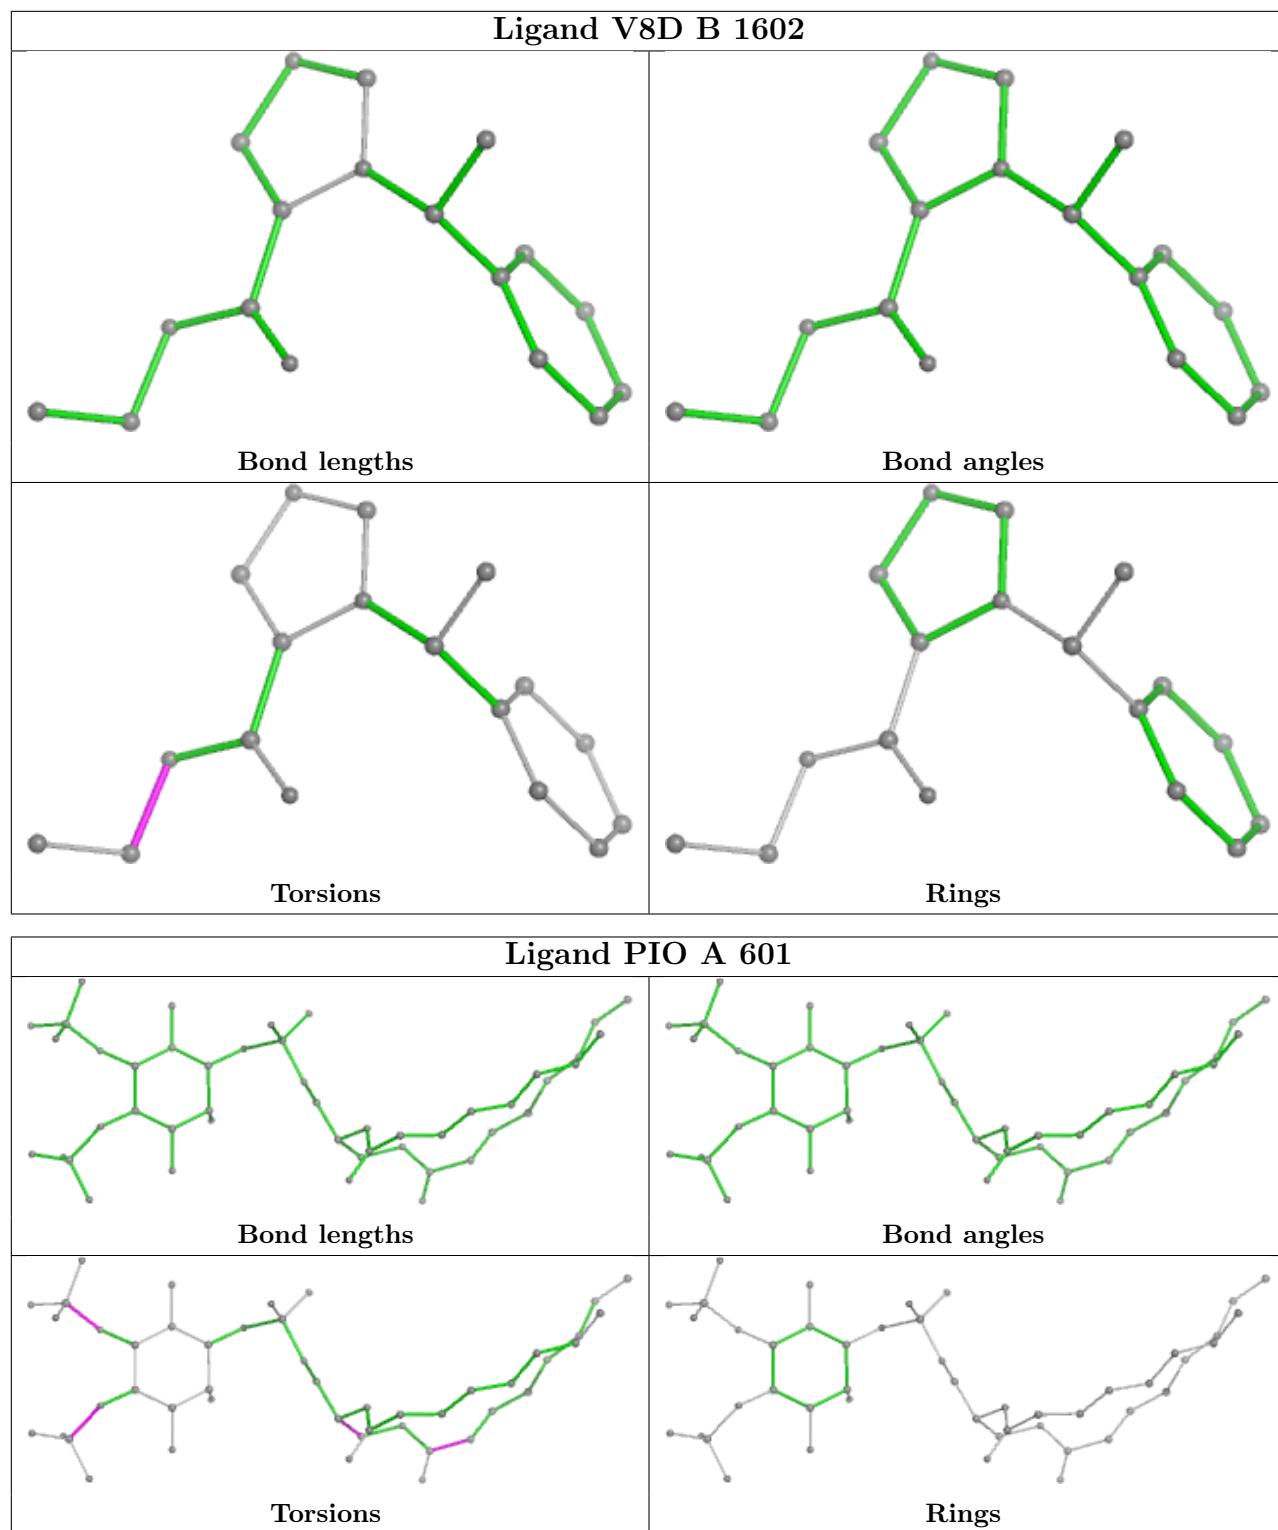 Ligand V8D B 1602
Bond lengths
Bond angles
Torsions
Rings
Ligand PIO A 601
Bond lengths
Bond angles
Torsions
Rings